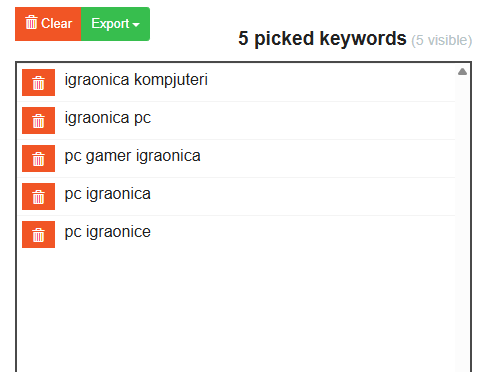 Clear Export
5 picked keywords (5 visible)
igraonica kompjuteri
igraonica pc
pc gamer igraonica
pc igraonica
pc igraonice